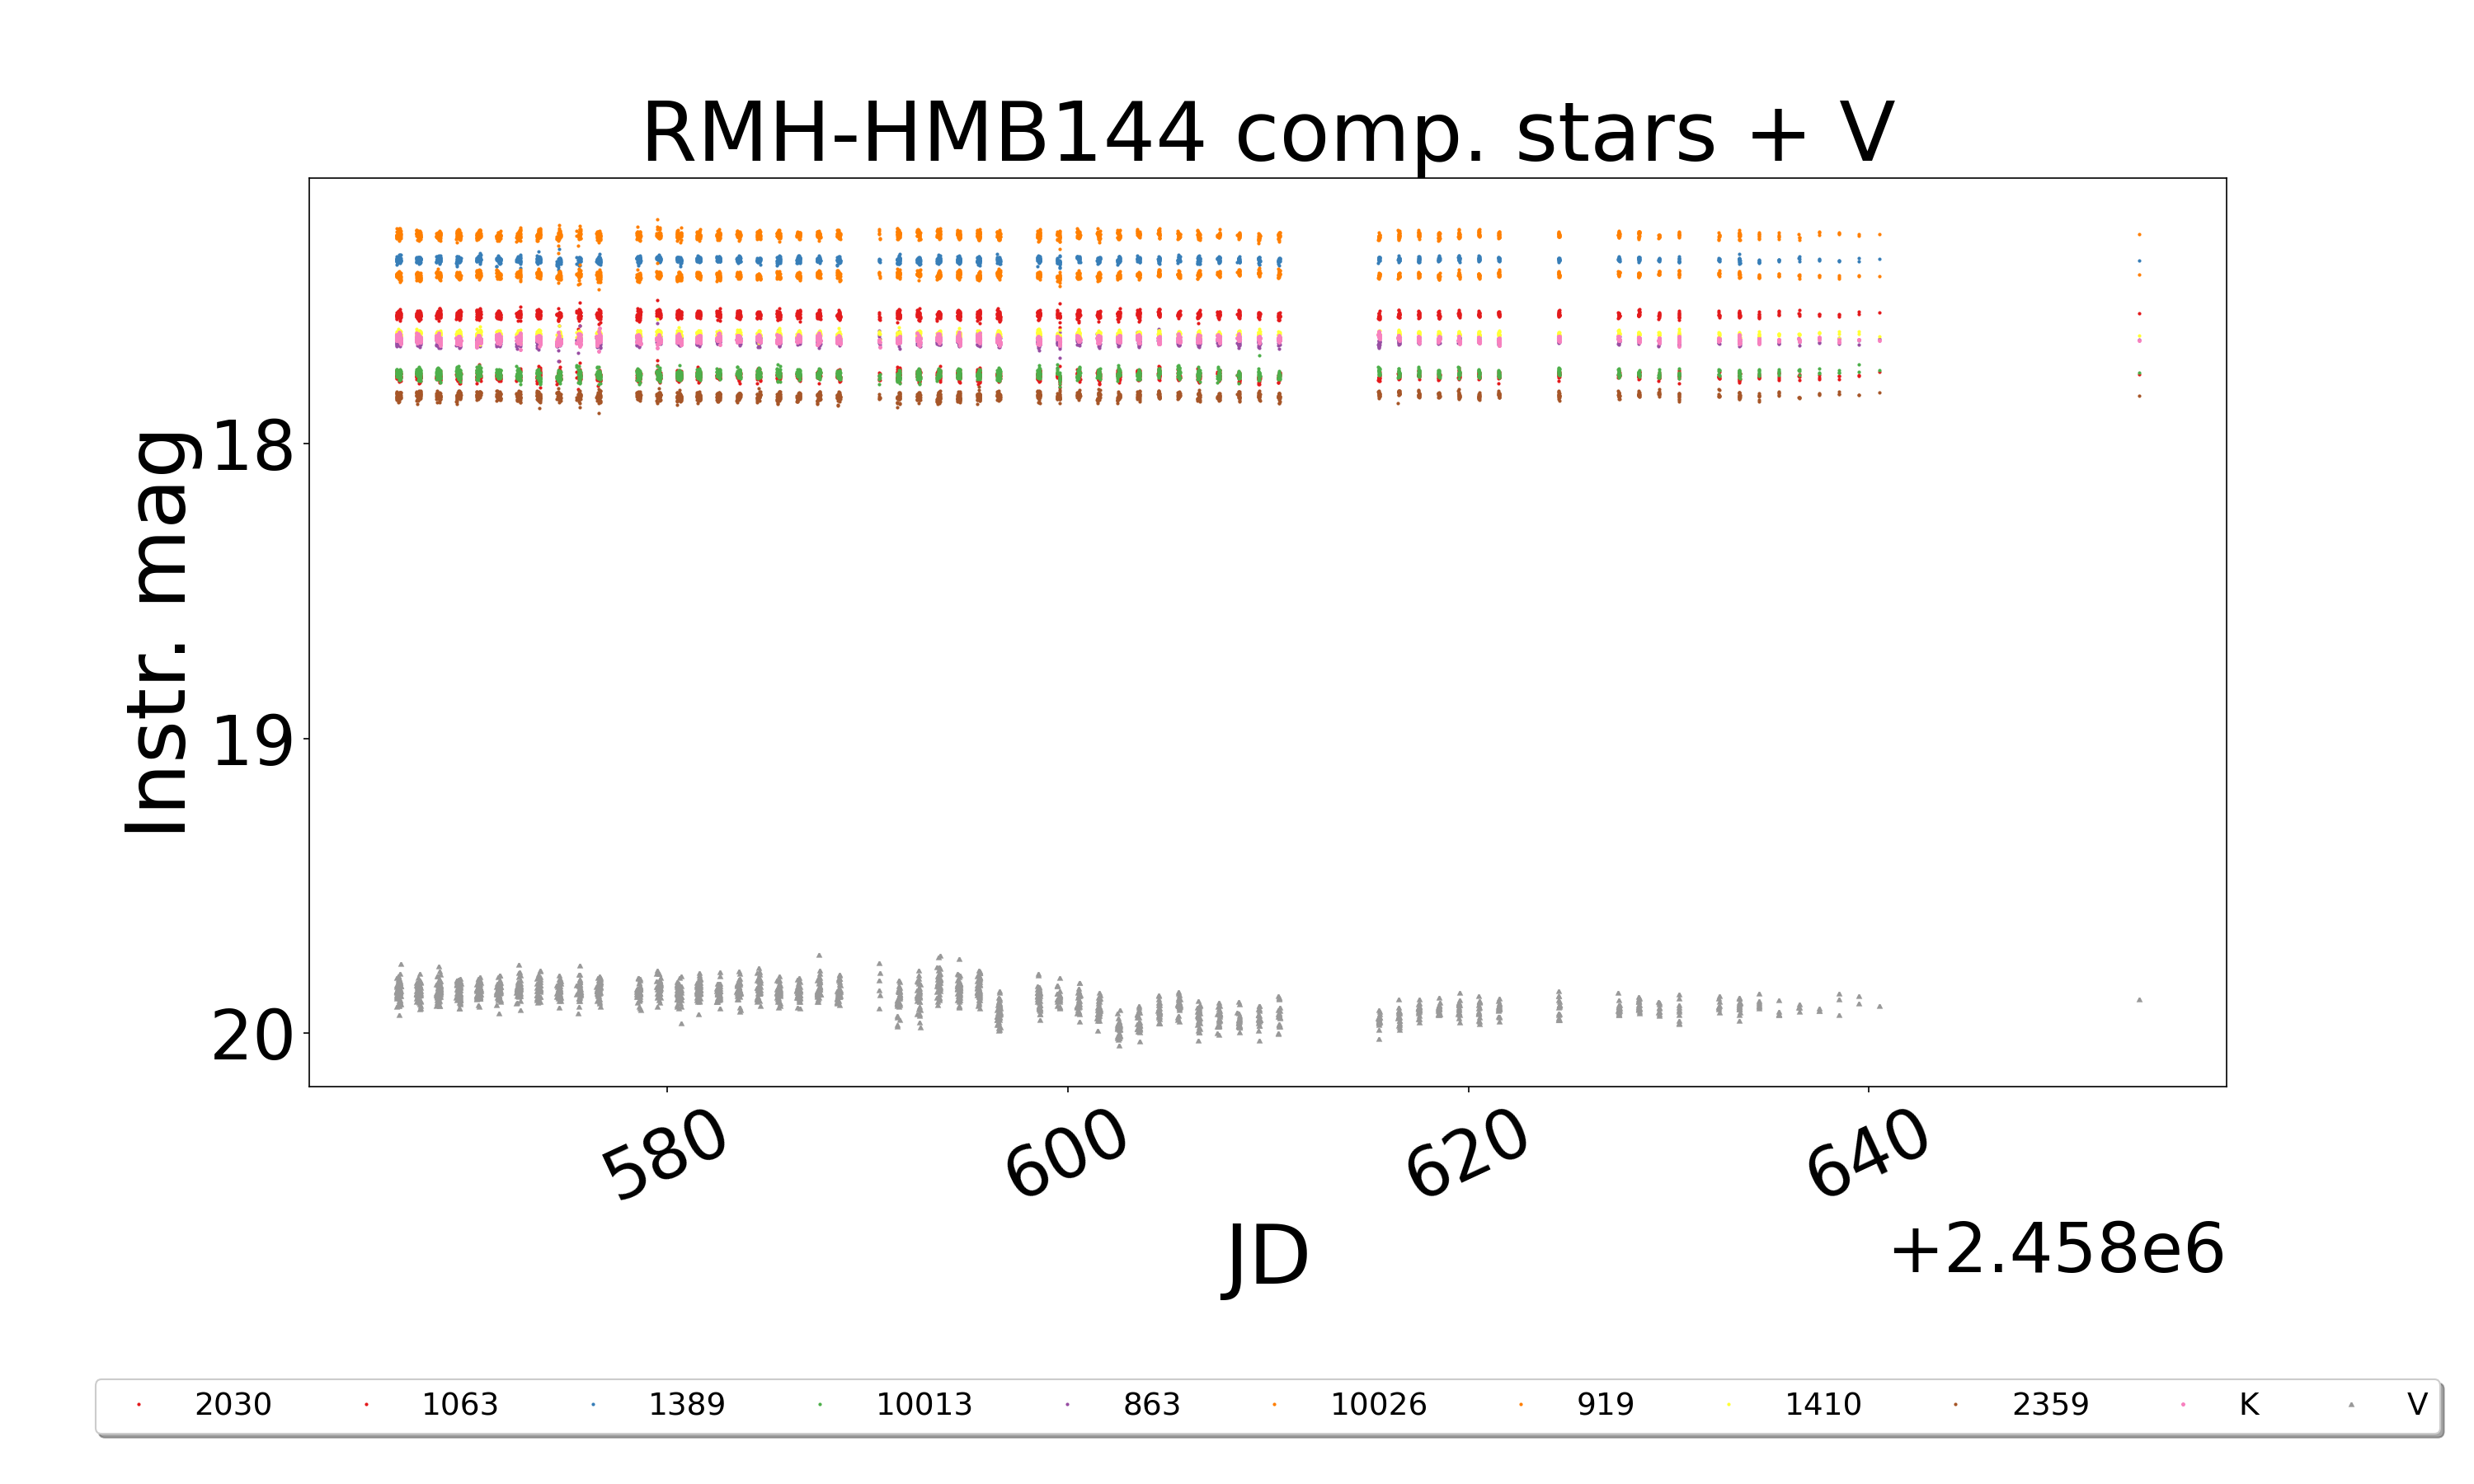 RMH-HMB144 comp. stars + V
Instr. mag
18
19
20
580 600 620 640
JD
+2.458e6
2030 1063 1389 10013 863 10026 919 1410 2359 K V